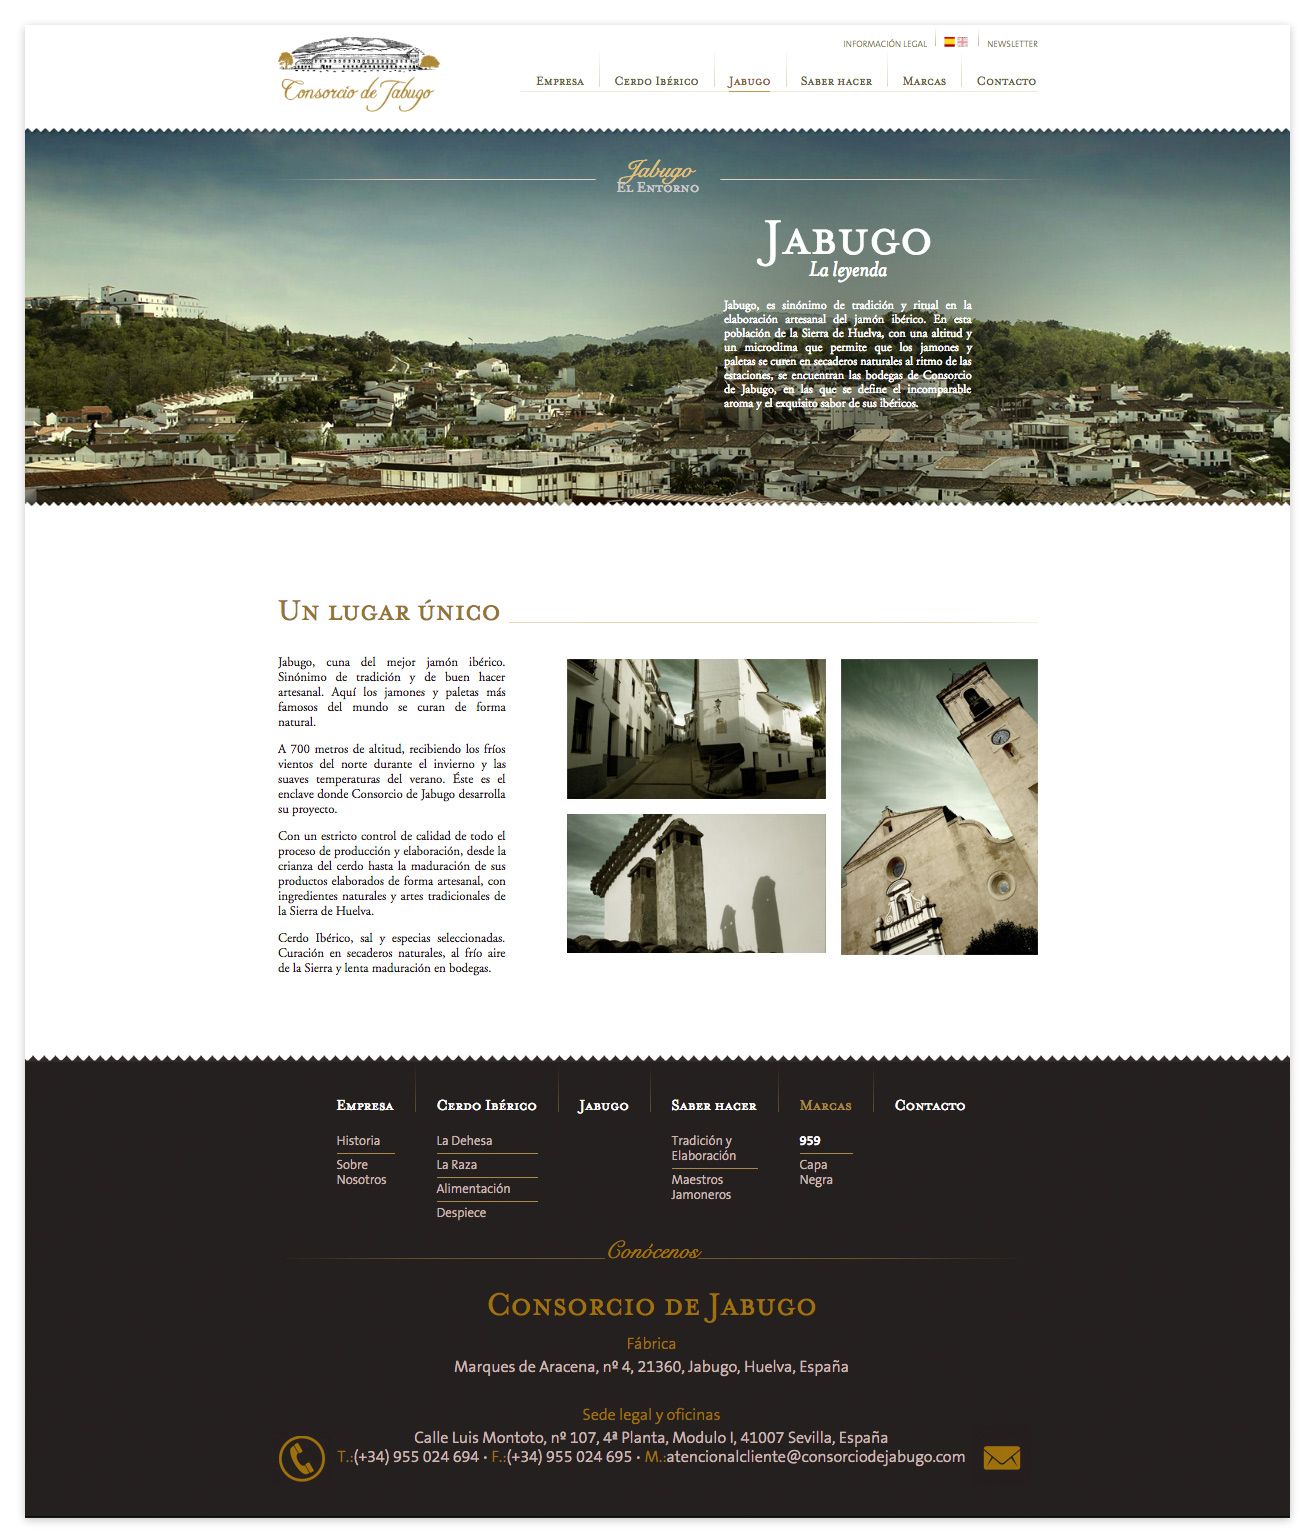 Consorcio de Jabugo
INFORMACIÓN LEGAL
NEWSLETTER
EMPRESA
CERDO IBÉRICO
JABUGO
SABER HACER
MARCAS
CONTACTO
Jabugo
EL ENTORNO
JABUGO
La leyenda
Jabugo, es sinónimo de tradición y ritual en la
elaboración artesanal del jamón ibérico. En esta
población de la Sierra de Huelva, con una altitud y
un microclima que permite que los jamones y
paletas se curen en secaderos naturales al ritmo de las
estaciones, se encuentran las bodegas de Consorcio
de Jabugo, en las que se define el incomparable
aroma y el exquisito sabor de sus ibéricos.
UN LUGAR ÚNICO
Jabugo, cuna del mejor jamón ibérico.
Sinónimo de tradición y de buen hacer
artesanal. Aquí los jamones y paletas más
famosos del mundo se curan de forma
natural.
A 700 metros de altitud, recibiendo los fríos
vientos del norte durante el invierno y las
suaves temperaturas del verano. Éste es el
enclave donde Consorcio de Jabugo desarrolla
su proyecto.
Con un estricto control de calidad de todo el
proceso de producción y elaboración, desde la
crianza del cerdo hasta la maduración de sus
productos elaborados de forma artesanal, con
ingredientes naturales y artes tradicionales de
la Sierra de Huelva.
Cerdo Ibérico, sal y especias seleccionadas.
Curación en secaderos naturales, al frío aire
de la Sierra y lenta maduración en bodegas.
EMPRESA
Historia
Sobre
Nosotros
CERDO IBÉRICO
La Dehesa
La Raza
Alimentación
Despiece
JABUGO
SABER HACER
Tradición y
Elaboración
Maestros
Jamoneros
MARCAS
959
Capa
Negra
CONTACTO
Conócenos
CONSORCIO DE JABUGO
Fábrica
Marques de Aracena, nº 4, 21360, Jabugo, Huelva, España
Sede legal y oficinas
Calle Luis Montoto, nº 107, 4ª Planta, Modulo I, 41007 Sevilla, España
T.:(+34) 955 024 694 · F.:(+34) 955 024 695 · M.:atencionalcliente@consorciodejabugo.com